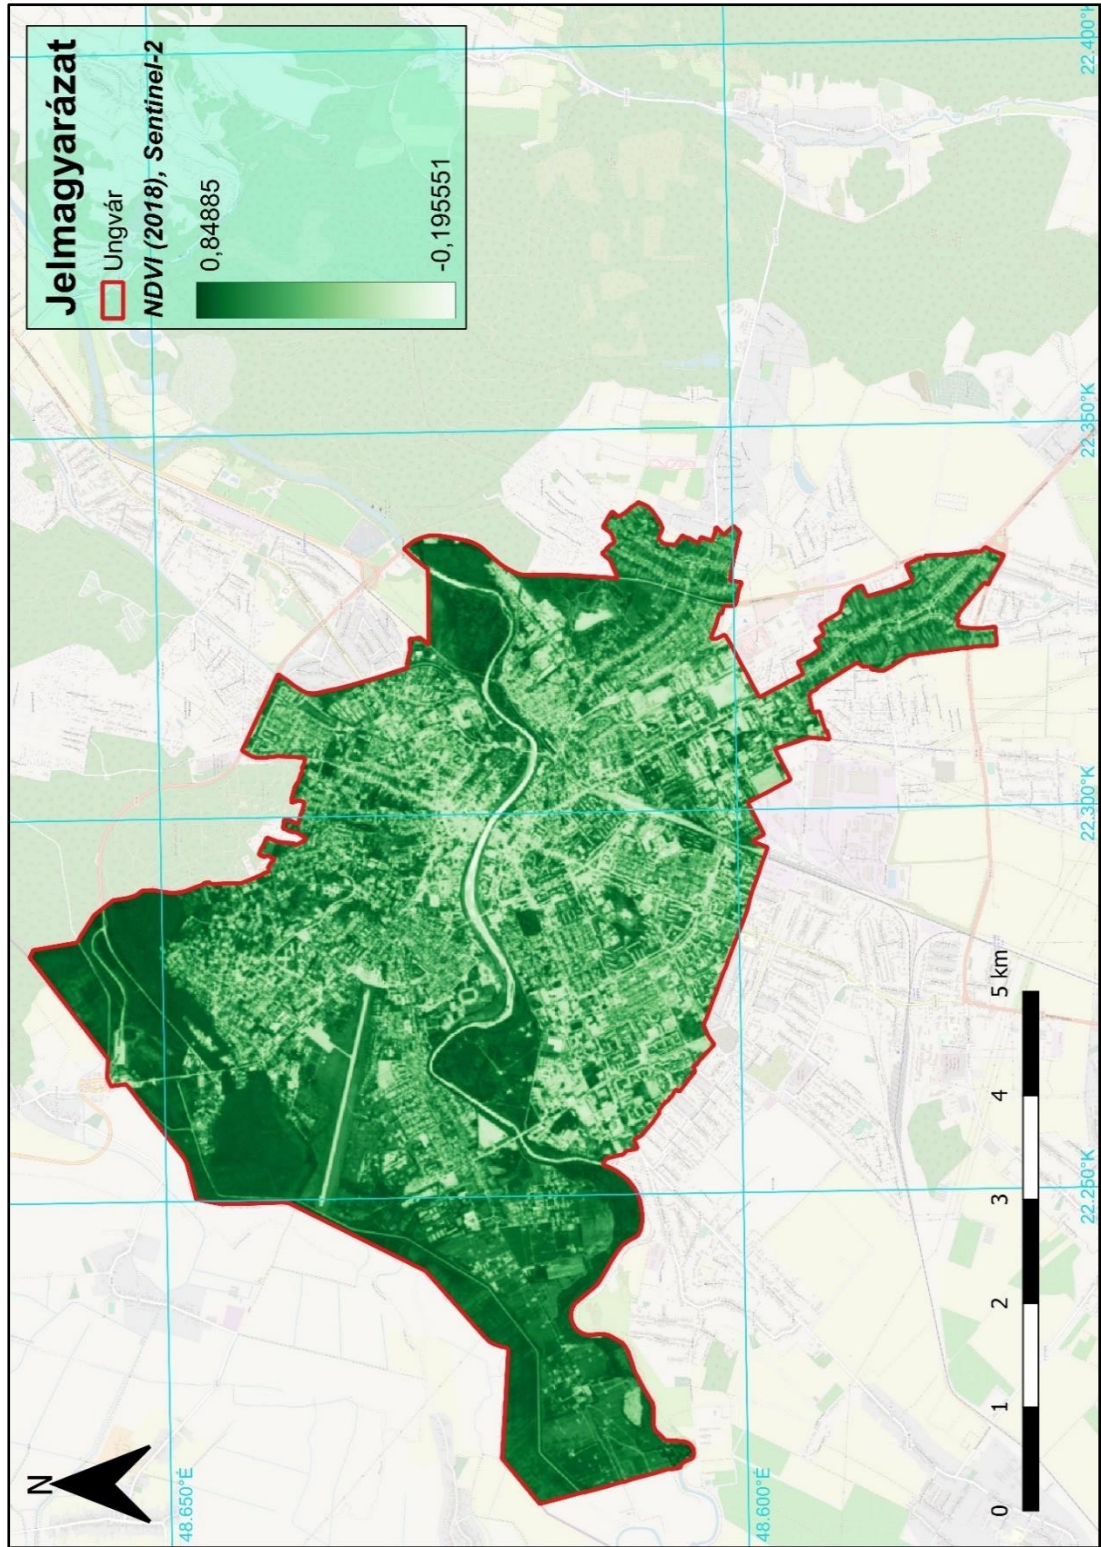 Jelmagyarázat
Ungvár
NDVI (2018), Sentinel-2
0,84885
-0,195551
N
48.650°É
48.600°É
22.250°K
22.300°K
22.350°K
22.400°K
0 1 2 3 4 5 km